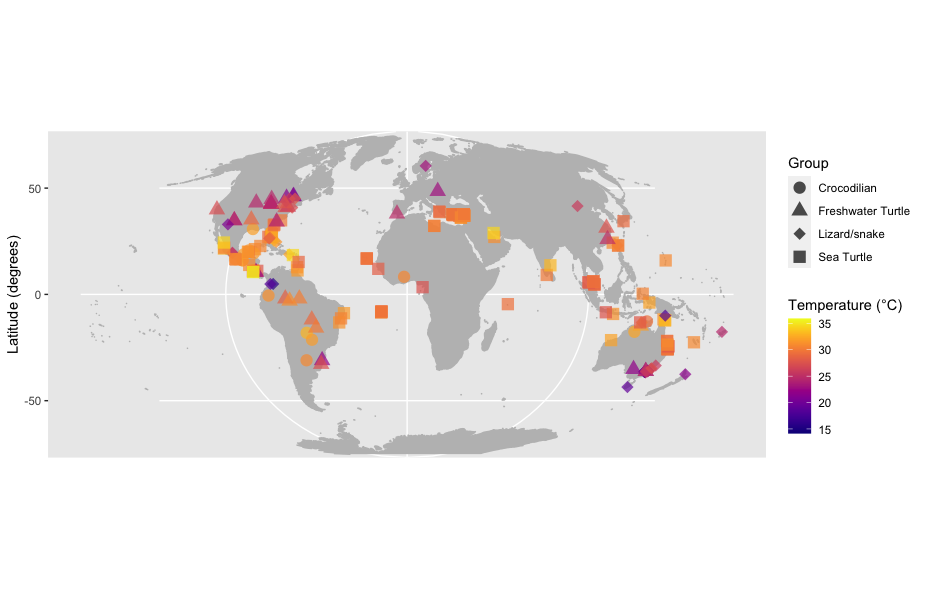 Latitude (degrees)
50
0
-50
Group
Crocodilian
Freshwater Turtle
Lizard/snake
Sea Turtle
Temperature (°C)
35
30
25
20
15